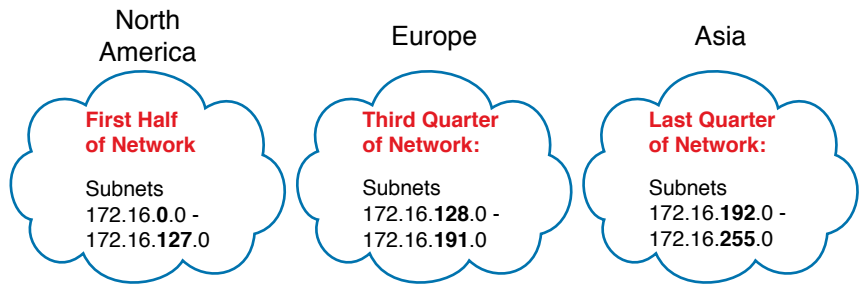 North
America
First Half
of Network
Subnets
172.16.0.0 -
172.16.127.0
Europe
Third Quarter
of Network:
Subnets
172.16.128.0 -
172.16.191.0
Asia
Last Quarter
of Network:
Subnets
172.16.192.0 -
172.16.255.0